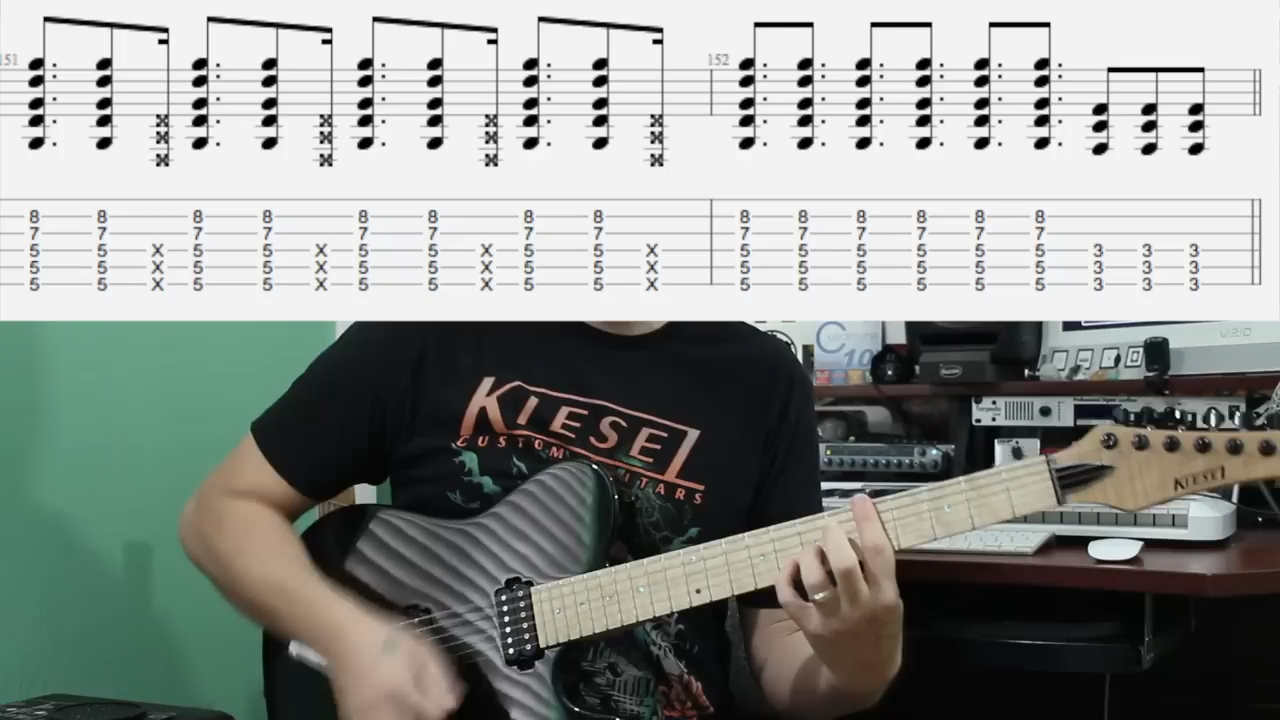 151
152
8 8 8 8 8 8 8 8 8 8 8 8 8 8
7 7 7 7 7 7 7 7 7 7 7 7 7 7
5 5 X 5 5 X 5 5 X 5 5 X 5 5 5 5 5 5 3 3 3
5 5 X 5 5 X 5 5 X 5 5 X 5 5 5 5 5 5 3 3 3
5 5 X 5 5 X 5 5 X 5 5 X 5 5 5 5 5 5 3 3 3
VIZIO
C
10
KIESEL
CUSTOM GUITARS
KIESEL